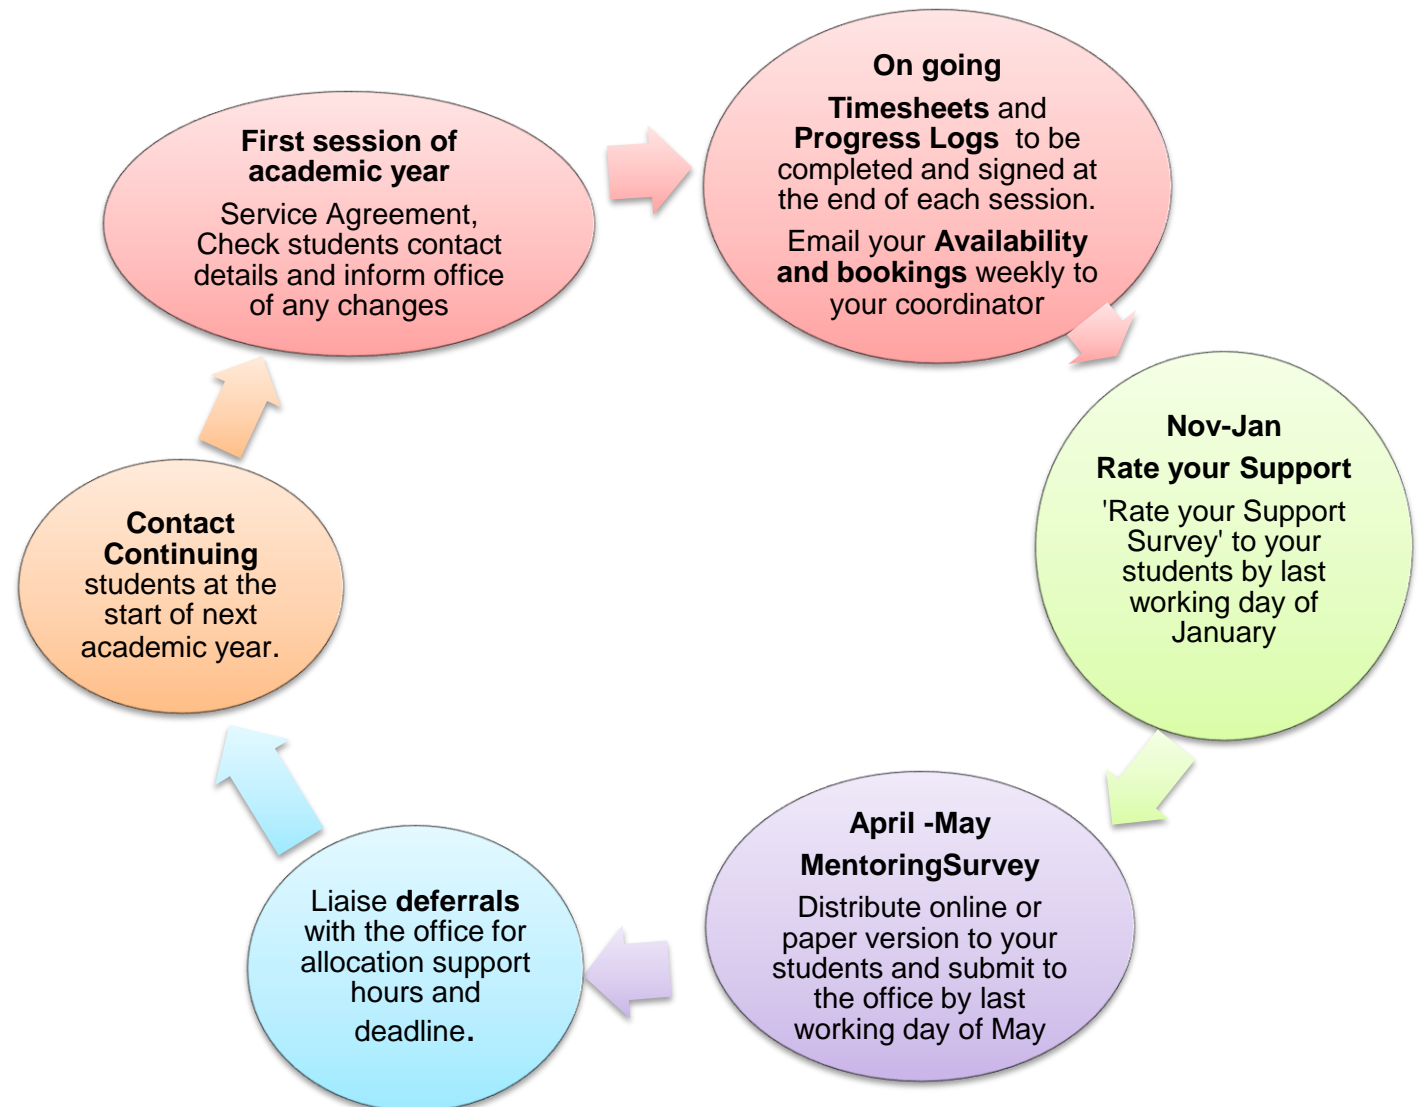 First session of
academic year
Service Agreement,
Check students contact
details and inform office
of any changes
On going
Timesheets and
Progress Logs to be
completed and signed at
the end of each session.
Email your Availability
and bookings weekly to
your coordinator
Nov-Jan
Rate your Support
'Rate your Support
Survey' to your
students by last
working day of
January
April -May
MentoringSurvey
Distribute online or
paper version to your
students and submit to
the office by last
working day of May
Liaise deferrals
with the office for
allocation support
hours and
deadline.
Contact
Continuing
students at the
start of next
academic year.